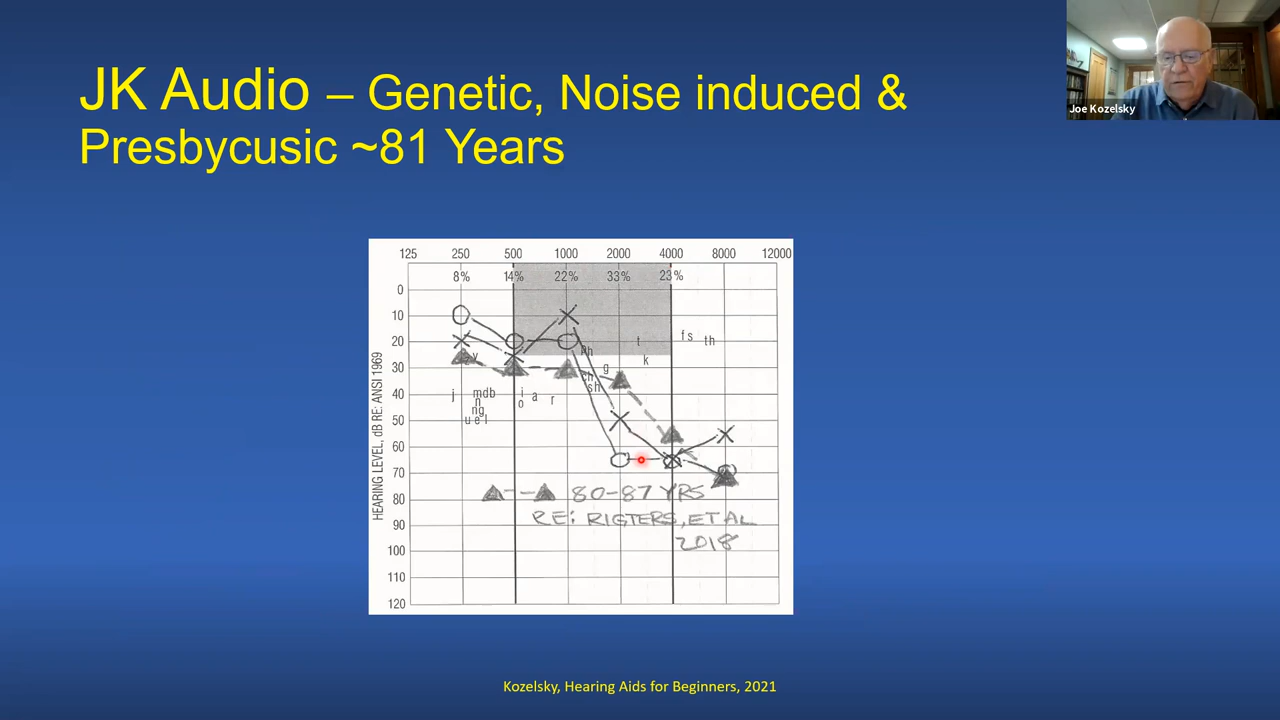 JK Audio – Genetic, Noise induced &
Presbycusic ~81 Years
Joe Kozelsky
125 250 500 1000 2000 4000 8000 12000
8% 14% 22% 33% 23%
0
10
20
30
40
50
60
70
80
90
100
110
120
HEARING LEVEL, dB RE: ANSI 1969
f s th
t
k
ph
g
ch
sh
v
j mdb i a r
n o
ng
u e l
80-87 YRS
RE: RIGTERS, ET AL
2018
Kozelsky, Hearing Aids for Beginners, 2021